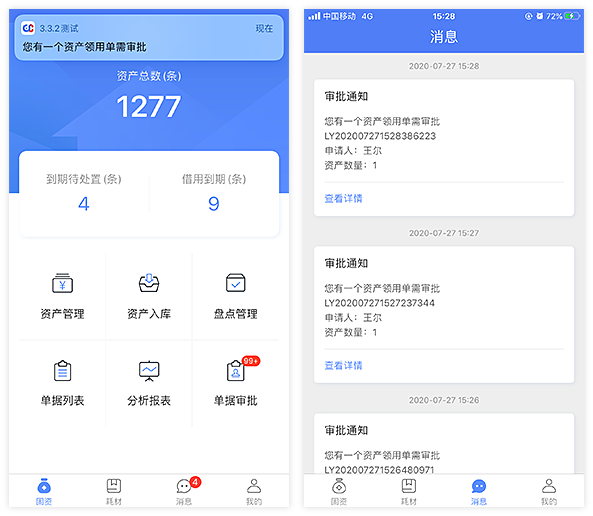 3.3.2测试
现在
您有一个资产领用单需审批
资产总数(条)
1277
到期待处置(条)
借用到期(条)
4
9
资产管理
资产入库
盘点管理
单据列表
分析报表
99+
单据审批
固资
耗材
4
消息
我的
中国移动 4G
15:28
72%
消息
2020-07-27 15:28
审批通知
您有一个资产领用单需审批
LY202007271528386223
申请人：王尔
资产数量：1
查看详情
2020-07-27 15:27
审批通知
您有一个资产领用单需审批
LY202007271527237344
申请人：王尔
资产数量：1
查看详情
2020-07-27 15:26
审批通知
您有一个资产领用单需审批
LY202007271526480971
固资
耗材
消息
我的